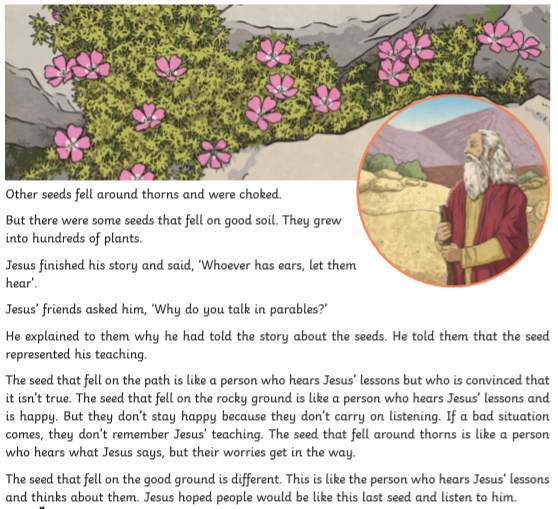 Other seeds fell around thorns and were choked.
But there were some seeds that fell on good soil. They grew
into hundreds of plants.
Jesus finished his story and said, ‘Whoever has ears, let them
hear’.
Jesus’ friends asked him, ‘Why do you talk in parables?’
He explained to them why he had told the story about the seeds. He told them that the seed
represented his teaching.
The seed that fell on the path is like a person who hears Jesus’ lessons but who is convinced that
it isn’t true. The seed that fell on the rocky ground is like a person who hears Jesus’ lessons and
is happy. But they don’t stay happy because they don’t carry on listening. If a bad situation
comes, they don’t remember Jesus’ teaching. The seed that fell around thorns is like a person
who hears what Jesus says, but their worries get in the way.
The seed that fell on the good ground is different. This is like the person who hears Jesus’ lessons
and thinks about them. Jesus hoped people would be like this last seed and listen to him.